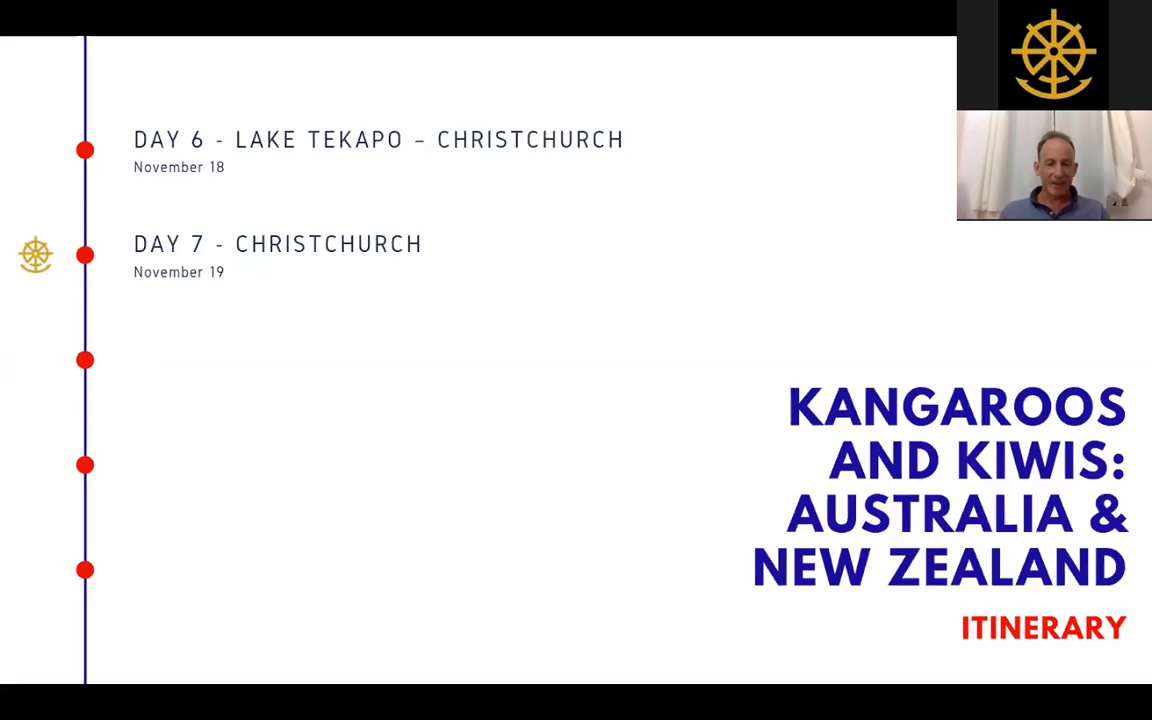 DAY 6 - LAKE TEKAPO – CHRISTCHURCH
November 18
DAY 7 - CHRISTCHURCH
November 19
KANGAROOS
AND KIWIS:
AUSTRALIA &
NEW ZEALAND
ITINERARY